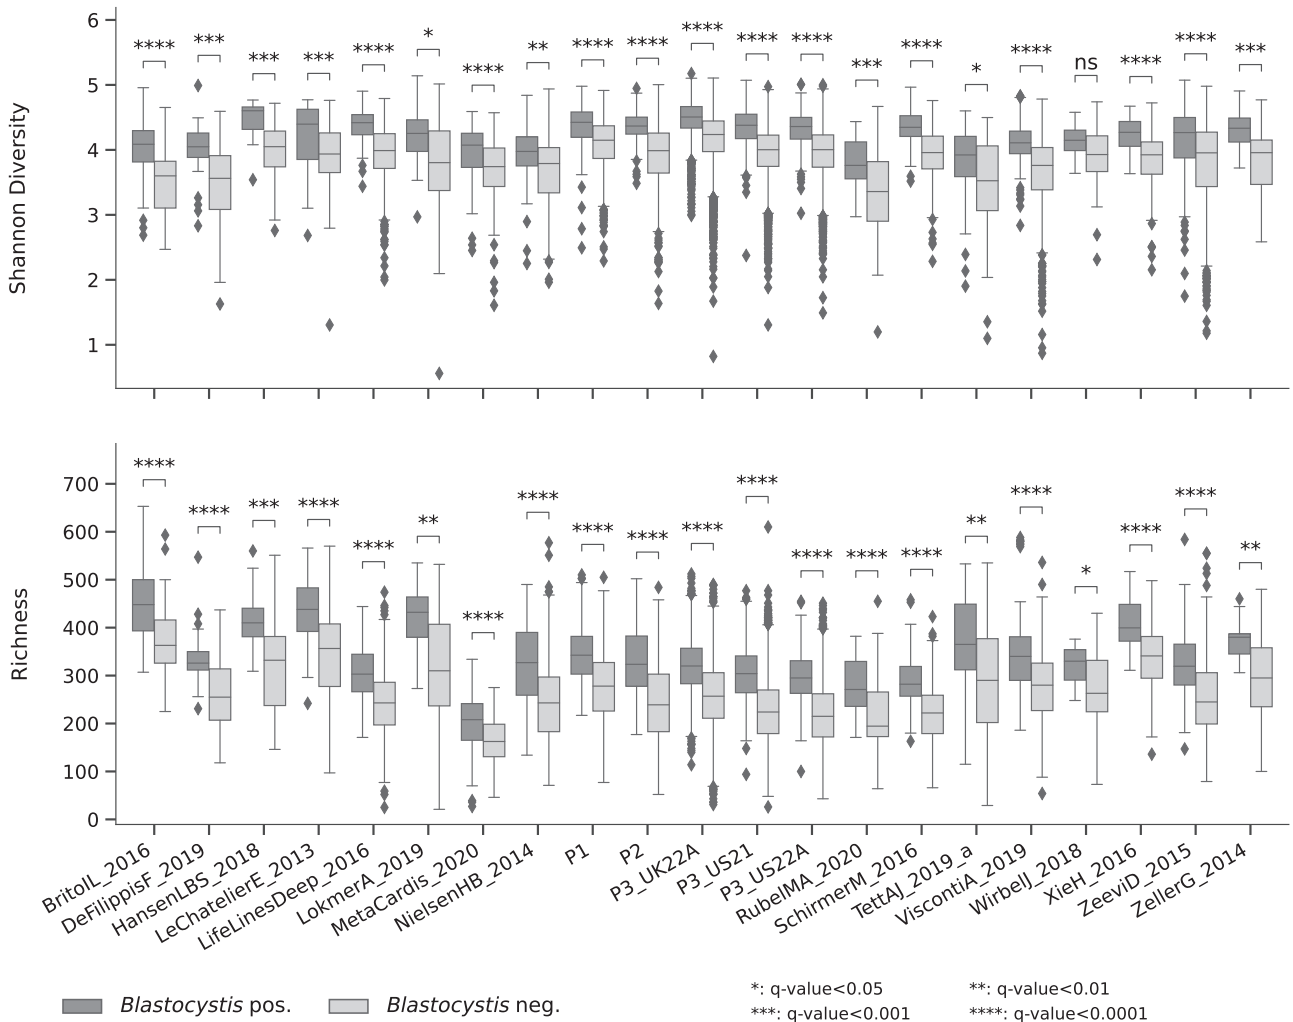 **** *** *** *** **** * **** ** **** **** **** **** **** *** **** * **** ns **** **** ***
6
5
4
3
2
1
Shannon Diversity
**** **** *** **** **** ** **** **** **** **** **** **** **** **** **** ** **** * **** **** **
700
600
500
400
300
200
100
0
Richness
BritoIL_2016
DeFilippisF_2019
HansenLBS_2018
LeChatelierE_2013
LifeLinesDeep_2016
LokmerA_2019
MetaCardis_2020
NielsenHB_2014
P1
P2
P3_UK22A
P3_US21
P3_US22A
RubelMA_2020
SchirmerM_2016
TettAJ_2019_a
ViscontiA_2019
WirbelJ_2018
XieH_2016
ZeeviD_2015
ZellerG_2014
Blastocystis pos. Blastocystis neg.
*: q-value<0.05 **: q-value<0.01
***: q-value<0.001 ****: q-value<0.0001